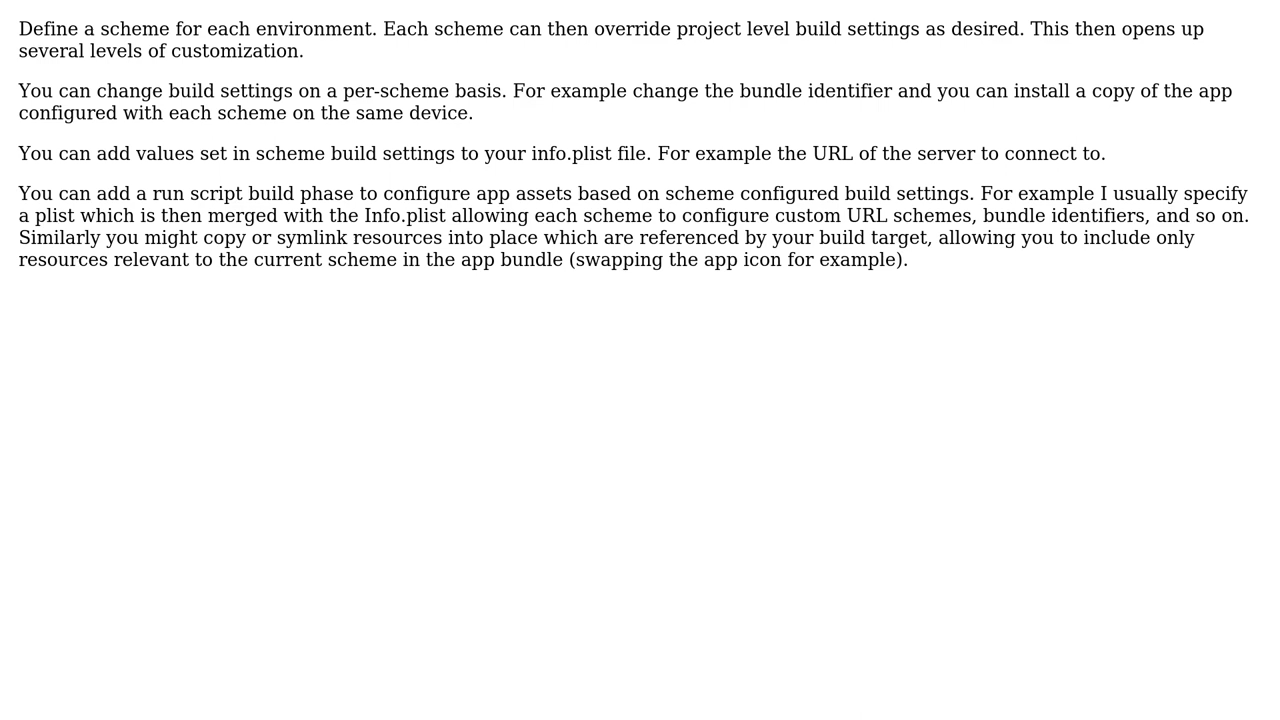 Define a scheme for each environment. Each scheme can then override project level build settings as desired. This then opens up
several levels of customization.
You can change build settings on a per-scheme basis. For example change the bundle identifier and you can install a copy of the app
configured with each scheme on the same device.
You can add values set in scheme build settings to your info.plist file. For example the URL of the server to connect to.
You can add a run script build phase to configure app assets based on scheme configured build settings. For example I usually specify
a plist which is then merged with the Info.plist allowing each scheme to configure custom URL schemes, bundle identifiers, and so on.
Similarly you might copy or symlink resources into place which are referenced by your build target, allowing you to include only
resources relevant to the current scheme in the app bundle (swapping the app icon for example).